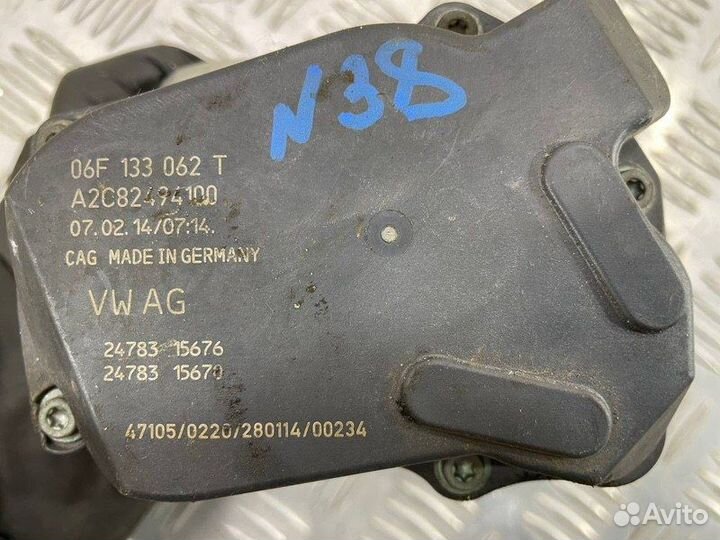 N38
06F 133 062 T
A2C82494100
07.02.14/07:14.
CAG MADE IN GERMANY
VW AG
24783 15676
24783 15670
47105/0220/280114/00234
Avito